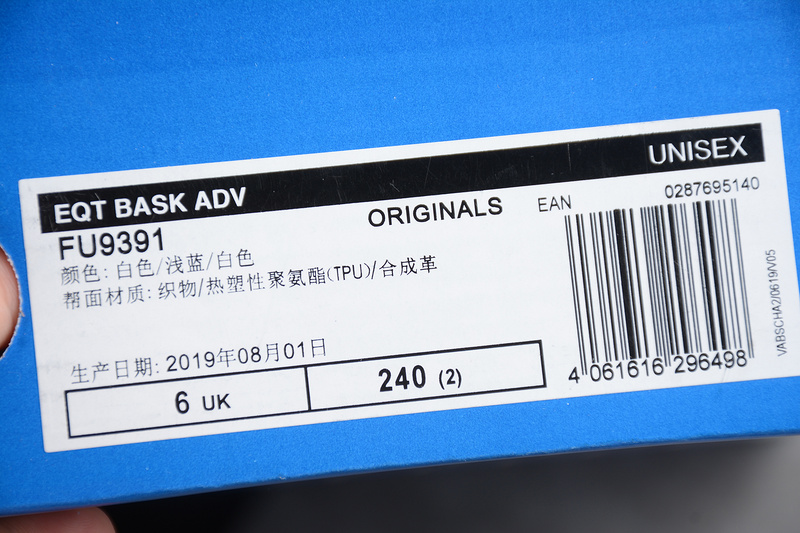 UNISEX
EQT BASK ADV
ORIGINALS
EAN
0287695140
FU9391
颜色: 白色/浅蓝/白色
帮面材质: 织物/热塑性聚氨酯(TPU)/合成革
生产日期: 2019年08月01日
6 UK
240 (2)
4 061616 296498
VABSCHA2/0619/V05